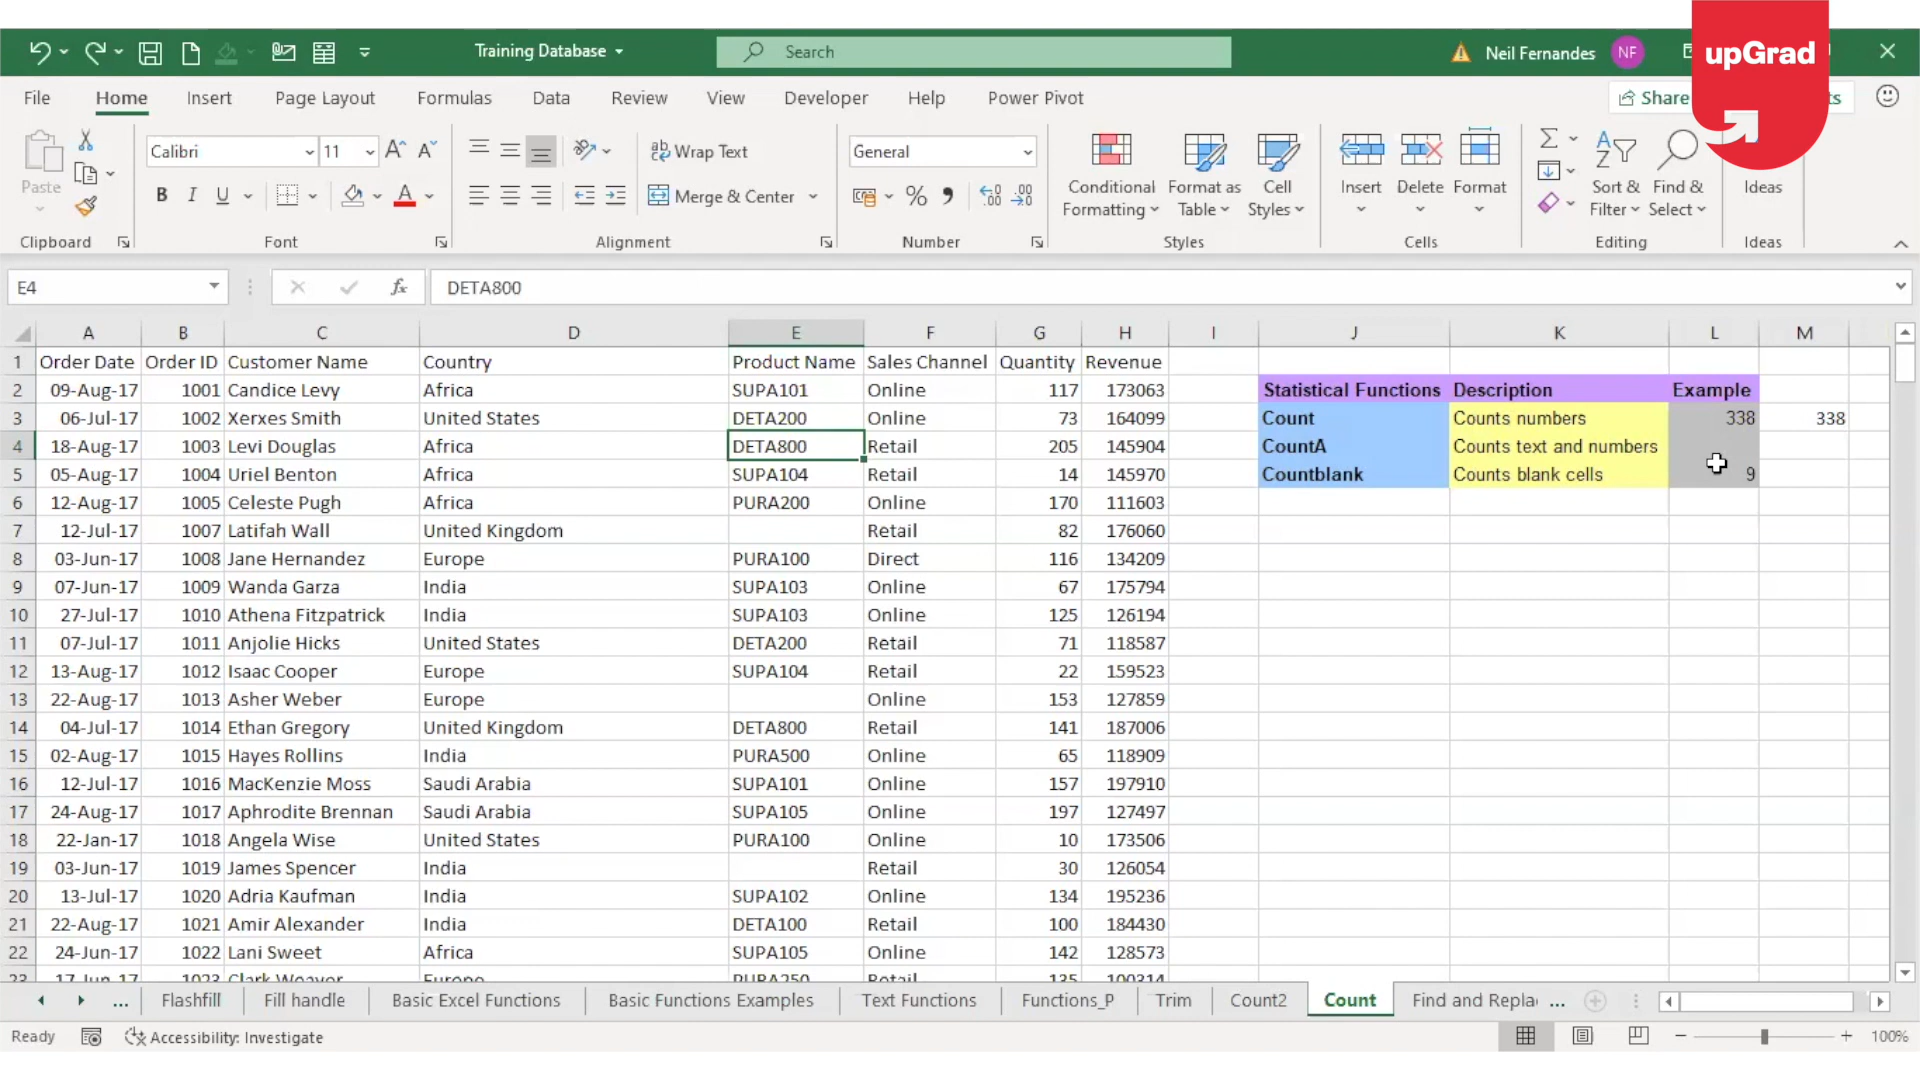 Training Database
Search
Neil Fernandes
NF
upGrad
File Home Insert Page Layout Formulas Data Review View Developer Help Power Pivot
Share
Paste
Calibri
11
Wrap Text
Merge & Center
General
Conditional Formatting
Format as Table
Cell Styles
Insert
Delete
Format
Sort & Filter
Find & Select
Ideas
Clipboard Font Alignment Number Styles Cells Editing Ideas
E4
fx
DETA800
A B C D E F G H I J K L M
1 Order Date Order ID Customer Name Country Product Name Sales Channel Quantity Revenue
2 09-Aug-17 1001 Candice Levy Africa SUPA101 Online 117 173063 Statistical Functions Description Example
3 06-Jul-17 1002 Xerxes Smith United States DETA200 Online 73 164099 Count Counts numbers 338 338
4 18-Aug-17 1003 Levi Douglas Africa DETA800 Retail 205 145904 CountA Counts text and numbers
5 05-Aug-17 1004 Uriel Benton Africa SUPA104 Retail 14 145970 Countblank Counts blank cells 9
6 12-Aug-17 1005 Celeste Pugh Africa PURA200 Online 170 111603
7 12-Jul-17 1007 Latifah Wall United Kingdom Retail 82 176060
8 03-Jun-17 1008 Jane Hernandez Europe PURA100 Direct 116 134209
9 07-Jun-17 1009 Wanda Garza India SUPA103 Online 67 175794
10 27-Jul-17 1010 Athena Fitzpatrick India SUPA103 Online 125 126194
11 07-Jul-17 1011 Anjolie Hicks United States DETA200 Retail 71 118587
12 13-Aug-17 1012 Isaac Cooper Europe SUPA104 Retail 22 159523
13 22-Aug-17 1013 Asher Weber Europe Online 153 127859
14 04-Jul-17 1014 Ethan Gregory United Kingdom DETA800 Retail 141 187006
15 02-Aug-17 1015 Hayes Rollins India PURA500 Online 65 118909
16 12-Jul-17 1016 MacKenzie Moss Saudi Arabia SUPA101 Online 157 197910
17 24-Aug-17 1017 Aphrodite Brennan Saudi Arabia SUPA105 Online 197 127497
18 22-Jan-17 1018 Angela Wise United States PURA100 Online 10 173506
19 03-Jun-17 1019 James Spencer India Retail 30 126054
20 13-Jul-17 1020 Adria Kaufman India SUPA102 Online 134 195236
21 22-Aug-17 1021 Amir Alexander India DETA100 Retail 100 184430
22 24-Jun-17 1022 Lani Sweet Africa SUPA105 Online 142 128573
23 17-Jun-17 1023 Clark Weaver Europe PURA250 Retail 135 100314
... Flashfill Fill handle Basic Excel Functions Basic Functions Examples Text Functions Functions_P Trim Count2 Count Find and Repla ...
Ready Accessibility: Investigate 100%